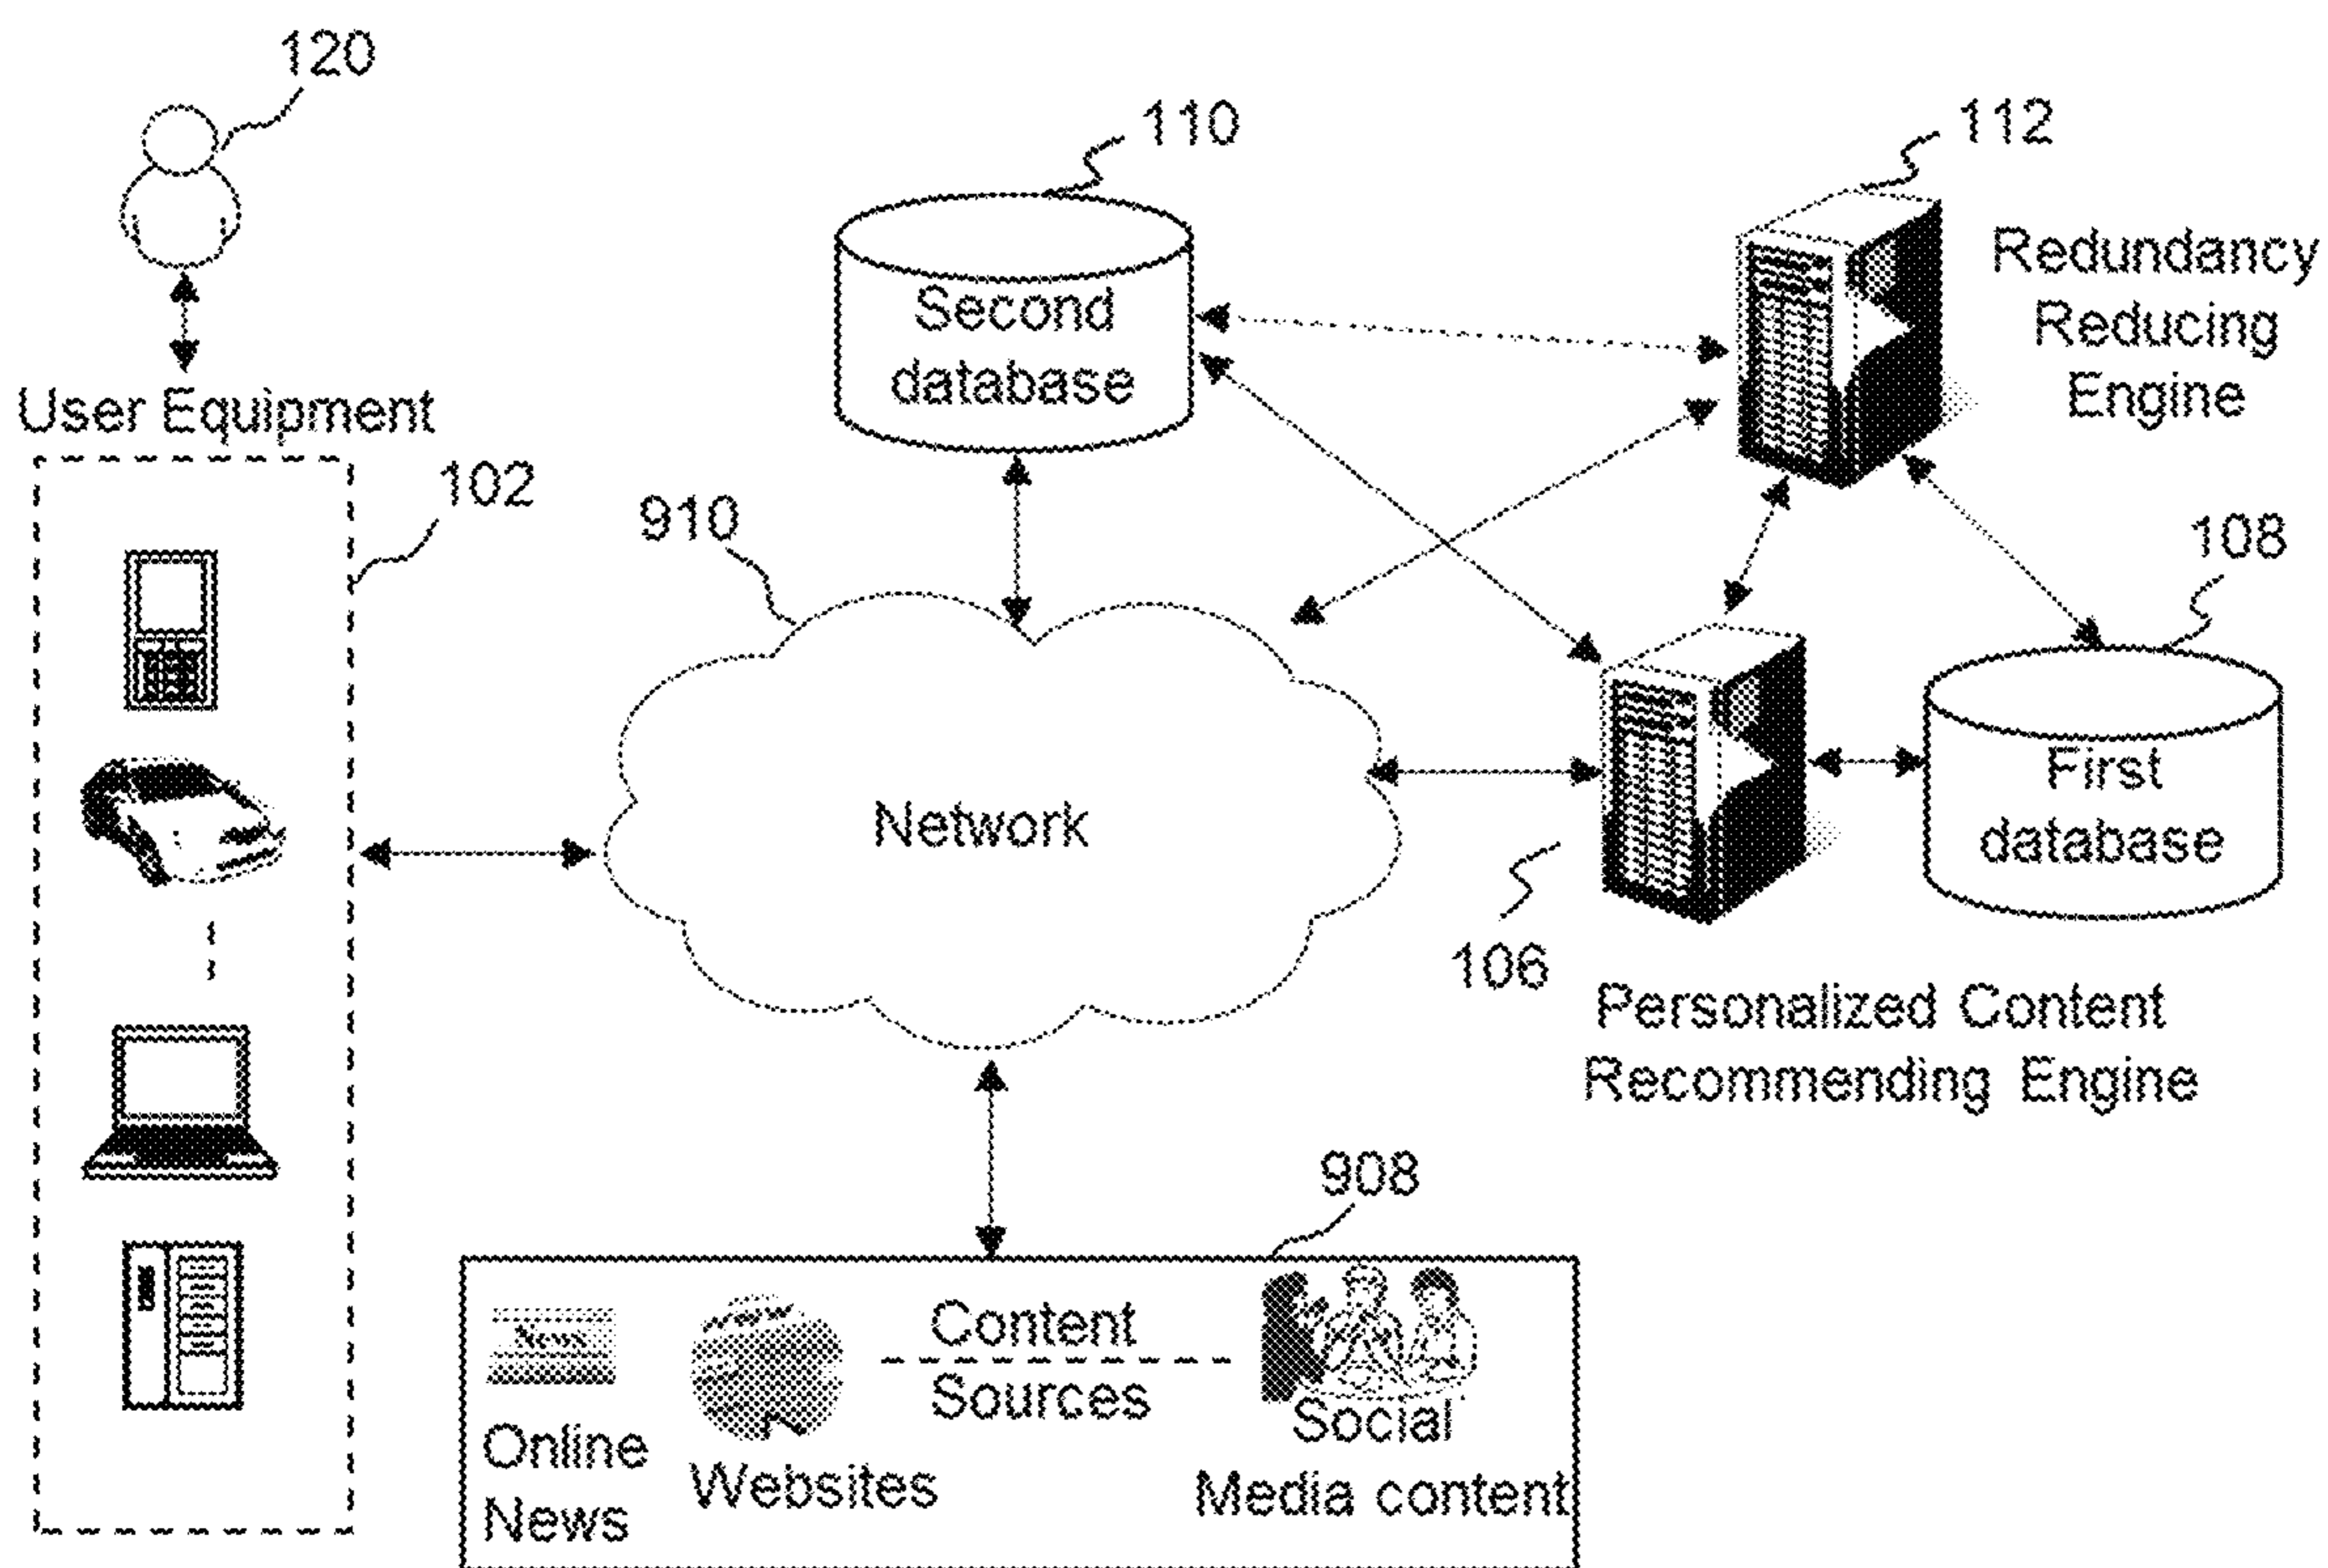 120
110
112
Redundancy
Reducing
Engine
Second
database
User Equipment
102
910
108
First
database
Network
106
Personalized Content
Recommending Engine
908
News
Content
Sources
Online
News
Websites
Social
Media content